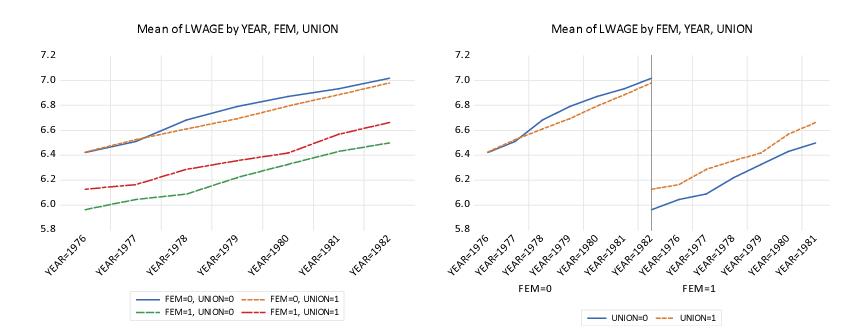 Mean of LWAGE by YEAR, FEM, UNION
7.2
7.0
6.8
6.6
6.4
6.2
6.0
5.8
YEAR=1976
YEAR=1977
YEAR=1978
YEAR=1979
YEAR=1980
YEAR=1981
YEAR=1982
FEM=0, UNION=0
FEM=0, UNION=1
FEM=1, UNION=0
FEM=1, UNION=1
Mean of LWAGE by FEM, YEAR, UNION
7.2
7.0
6.8
6.6
6.4
6.2
6.0
5.8
YEAR=1976
YEAR=1977
YEAR=1978
YEAR=1979
YEAR=1980
YEAR=1981
YEAR=1982
YEAR=1976
YEAR=1977
YEAR=1978
YEAR=1979
YEAR=1980
YEAR=1981
FEM=0
FEM=1
UNION=0
UNION=1